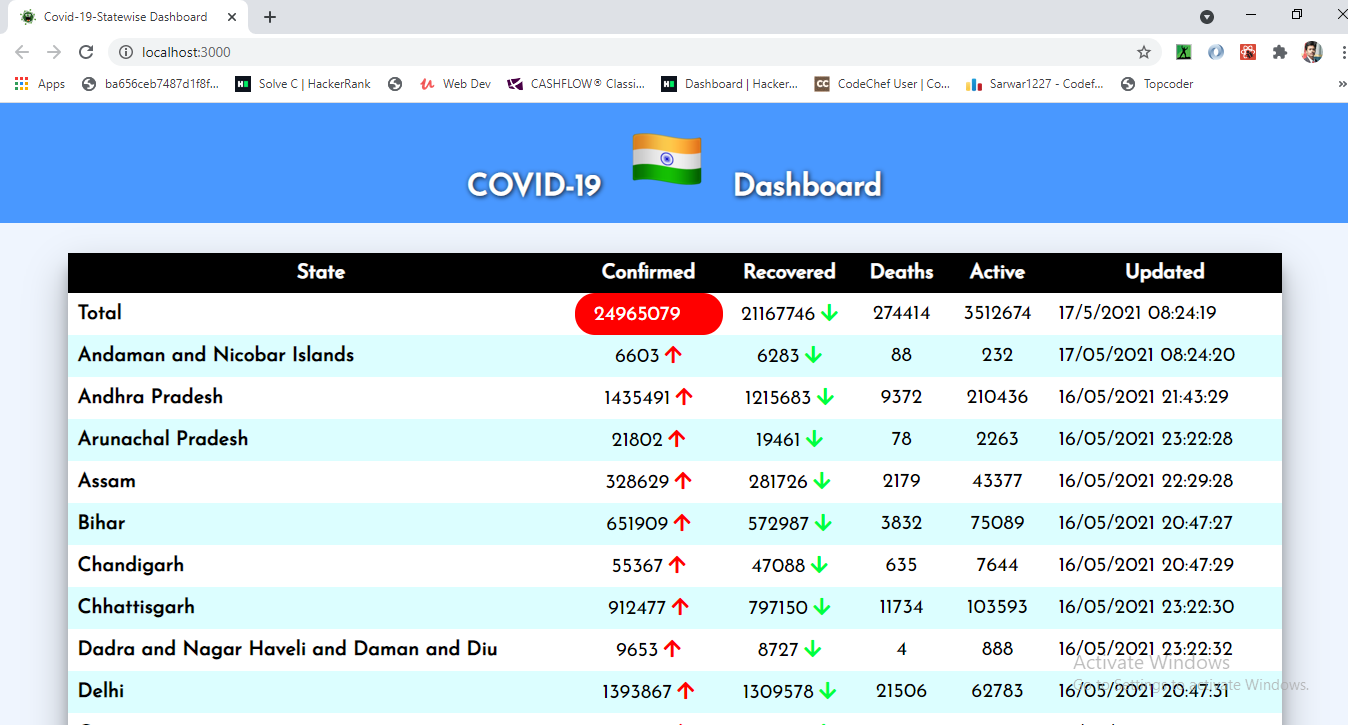 Covid-19-Statewise Dashboard
localhost:3000
Apps ba656ceb7487d1f8f... Solve C | HackerRank Web Dev CASHFLOW® Classi... Dashboard | Hacker... CodeChef User | Co... Sarwar1227 - Codef... Topcoder »
COVID-19 Dashboard
State Confirmed Recovered Deaths Active Updated
Total 24965079 21167746 274414 3512674 17/5/2021 08:24:19
Andaman and Nicobar Islands 6603 6283 88 232 17/05/2021 08:24:20
Andhra Pradesh 1435491 1215683 9372 210436 16/05/2021 21:43:29
Arunachal Pradesh 21802 19461 78 2263 16/05/2021 23:22:28
Assam 328629 281726 2179 43377 16/05/2021 22:29:28
Bihar 651909 572987 3832 75089 16/05/2021 20:47:27
Chandigarh 55367 47088 635 7644 16/05/2021 20:47:29
Chhattisgarh 912477 797150 11734 103593 16/05/2021 23:22:30
Dadra and Nagar Haveli and Daman and Diu 9653 8727 4 888 16/05/2021 23:22:32
Activate Windows
Delhi 1393867 1309578 21506 62783 16/05/2021 20:47:31
Go to Settings to activate Windows.